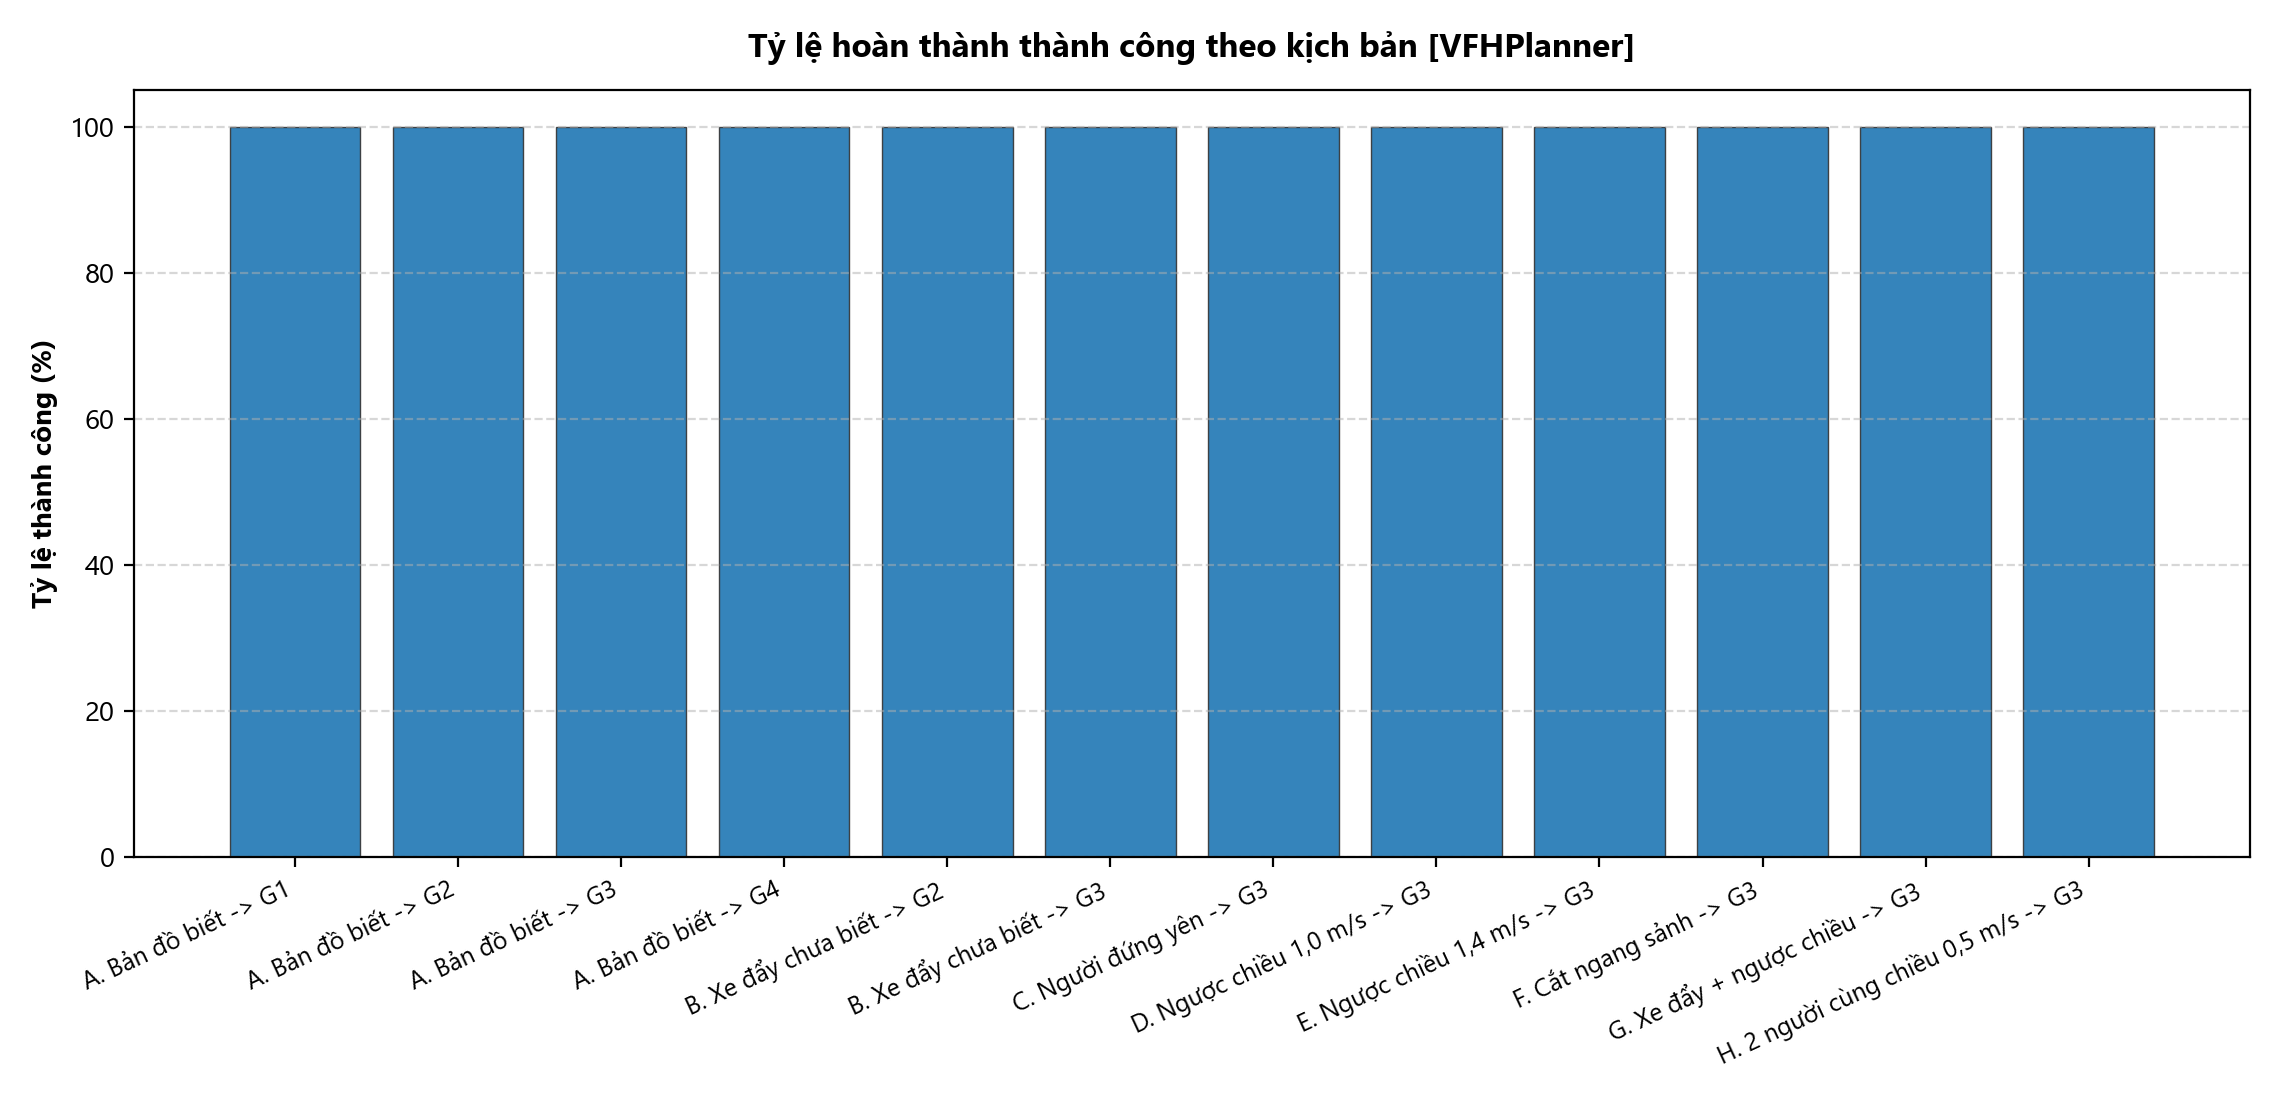 Tỷ lệ hoàn thành thành công theo kịch bản [VFHPlanner]
Tỷ lệ thành công (%)
100
80
60
40
20
0
A. Bản đồ biết -> G1
A. Bản đồ biết -> G2
A. Bản đồ biết -> G3
A. Bản đồ biết -> G4
B. Xe đẩy chưa biết -> G2
B. Xe đẩy chưa biết -> G3
C. Người đứng yên -> G3
D. Ngược chiều 1,0 m/s -> G3
E. Ngược chiều 1,4 m/s -> G3
F. Cắt ngang sảnh -> G3
G. Xe đẩy + ngược chiều -> G3
H. 2 người cùng chiều 0,5 m/s -> G3